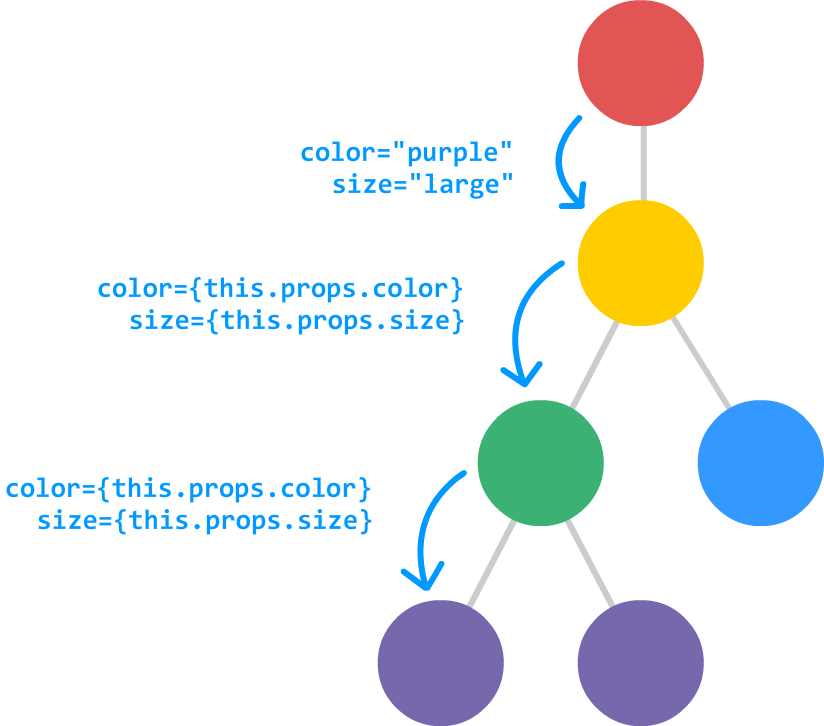 color="purple"
size="large"
color={this.props.color}
size={this.props.size}
color={this.props.color}
size={this.props.size}